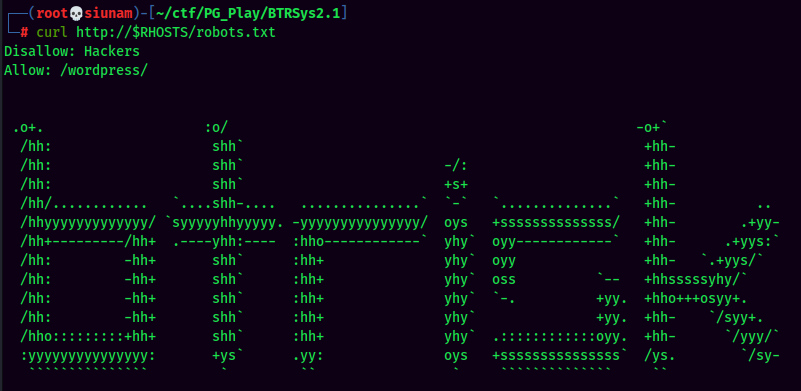 ┌──(root💀siunam)-[~/ctf/PG_Play/BTRSys2.1]
└─# curl http://$RHOSTS/robots.txt
Disallow: Hackers
Allow: /wordpress/
 .o+.                    :o/                                                   -o+`
  /hh:                    shh`                                                  +hh-
  /hh:                    shh`                         -/:                      +hh-
  /hh:                    shh`                         +s+                      +hh-
  /hh/............   `....shh-....  ...............`   `-`   `..............`   +hh-          ..
  /hhyyyyyyyyyyyyy/ `syyyyyhhyyyyy. -yyyyyyyyyyyyyyy/  oys   +sssssssssssss/    +hh-        .+yy-
  /hh+---------/hh+  .----yhh:----  :hho------------`  yhy`  oyy------------`   +hh-      .+yys:`
  /hh:         -hh+       shh`      :hh+               yhy`  oyy                +hh-   `.+yys/`
  /hh:         -hh+       shh`      :hh+               yhy`  oss          `--   +hhsssssyhy/`
  /hh:         -hh+       shh`      :hh+               yhy`  `-.          +yy.  +hho+++osyy+.
  /hh:         -hh+       shh`      :hh+               yhy`               +yy.  +hh-    `/syy+.
  /hho:::::::::+hh+       shh`      :hh+               yhy`  .::::::::::::oyy.  +hh-      `/yyy/`
  :yyyyyyyyyyyyyyy:       +ys`      .yy:               oys   +sssssssssssssss`  /ys.        `/sy-
   ```````````````         `         ``                 `     ``````````````     ``